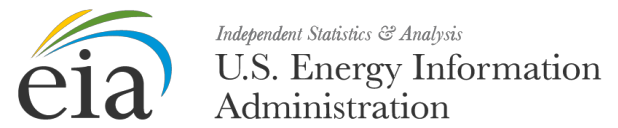 eia
Independent Statistics & Analysis
U.S. Energy Information
Administration